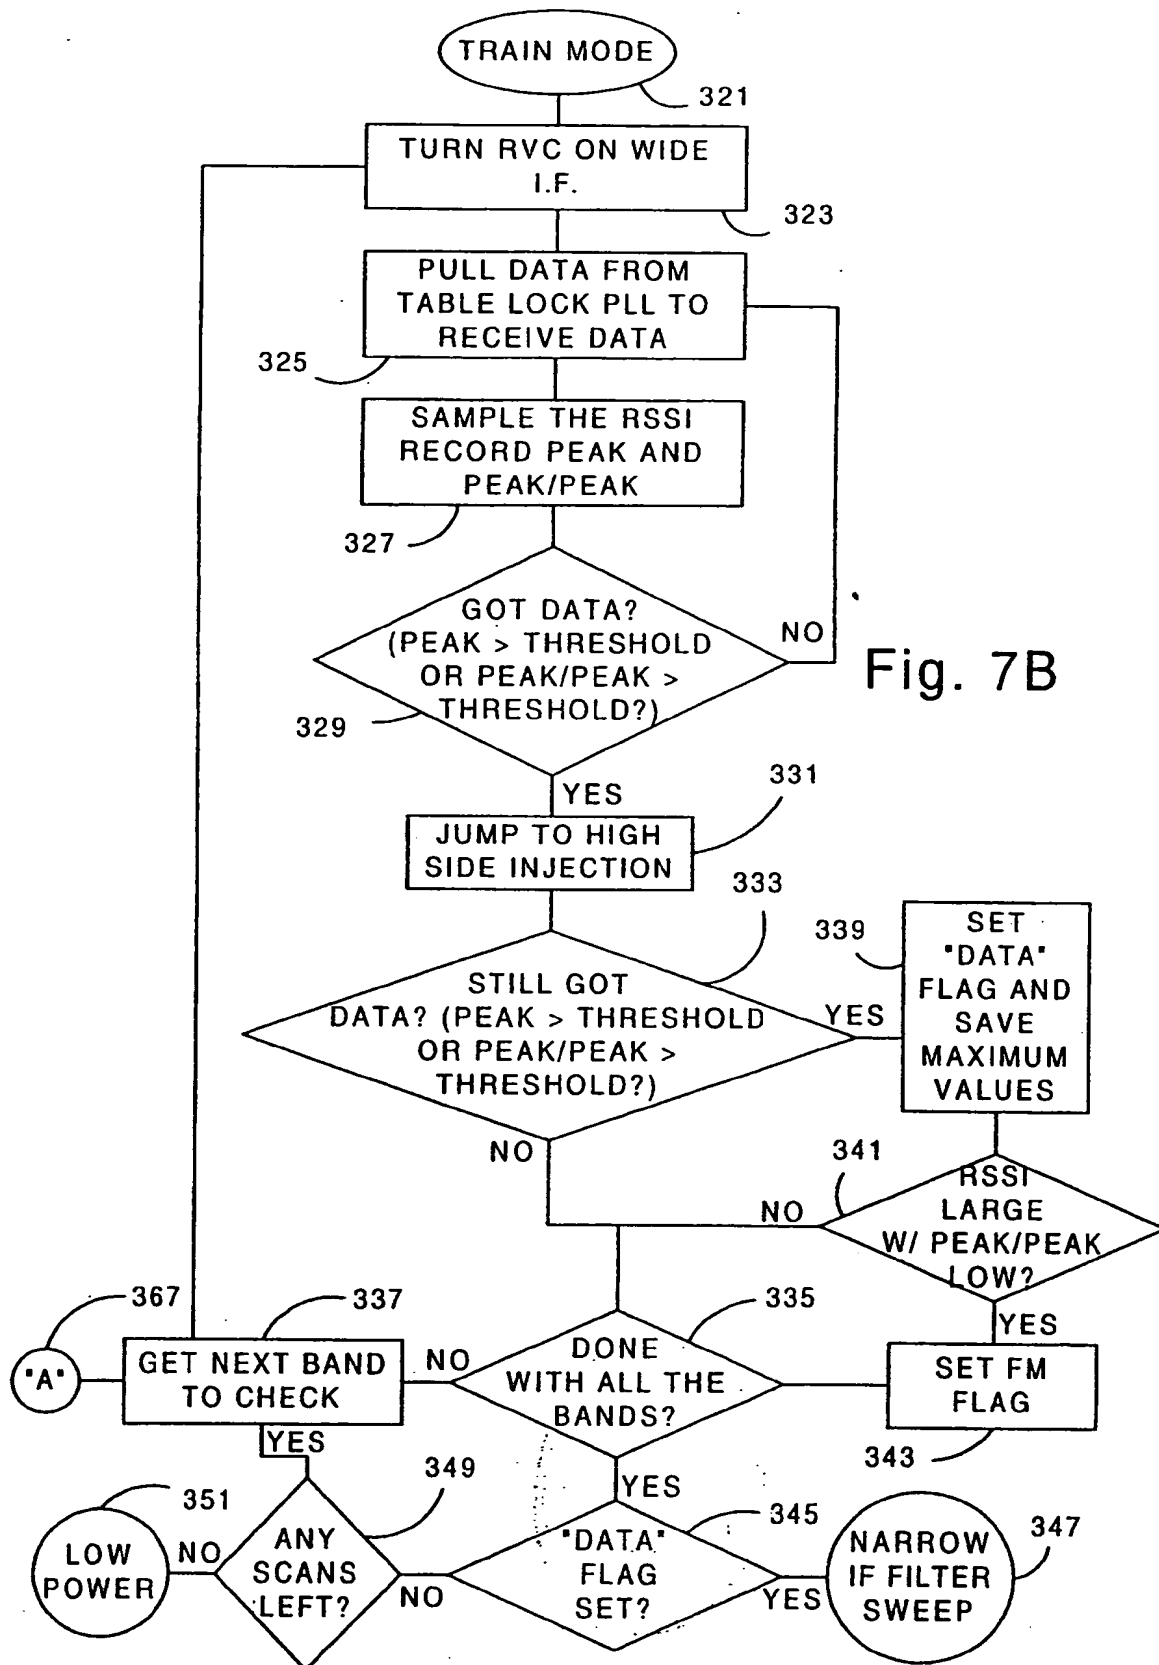 TRAIN MODE
321
TURN RVC ON WIDE
I.F.
323
PULL DATA FROM
TABLE LOCK PLL TO
RECEIVE DATA
325
SAMPLE THE RSSI
RECORD PEAK AND
PEAK/PEAK
327
GOT DATA?
(PEAK > THRESHOLD
OR PEAK/PEAK >
THRESHOLD?)
NO
329
Fig. 7B
YES
331
JUMP TO HIGH
SIDE INJECTION
333
STILL GOT
DATA? (PEAK > THRESHOLD
OR PEAK/PEAK >
THRESHOLD?)
YES
NO
339
SET
"DATA"
FLAG AND
SAVE
MAXIMUM
VALUES
341
RSSI
LARGE
W/ PEAK/PEAK
LOW?
NO
YES
367
337
335
"A"
GET NEXT BAND
TO CHECK
NO
DONE
WITH ALL THE
BANDS?
SET FM
FLAG
343
YES
YES
351
349
345
347
LOW
POWER
NO
ANY
SCANS
LEFT?
NO
"DATA"
FLAG
SET?
YES
NARROW
IF FILTER
SWEEP